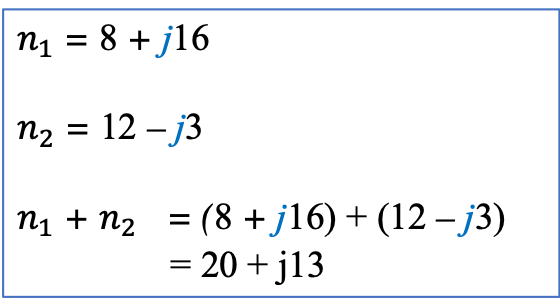 n₁ = 8 + j16
n₂ = 12 – j3
n₁ + n₂ = (8 + j16) + (12 – j3)
= 20 + j13